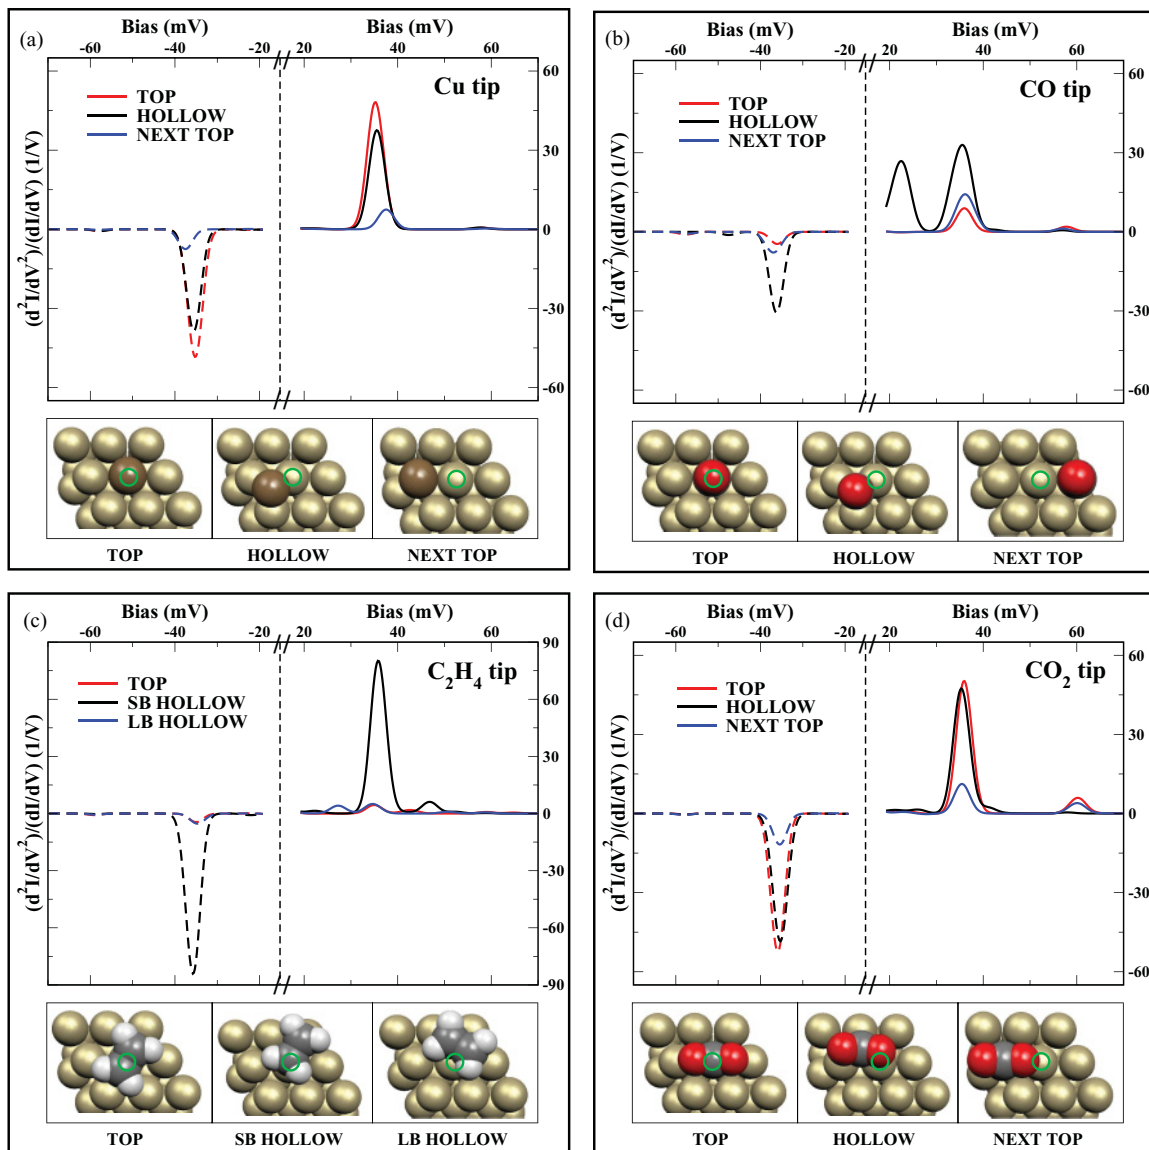 (a)
Bias (mV) Bias (mV)
-60 -40 -20 20 40 60
Cu tip
TOP
HOLLOW
NEXT TOP
(d²I/dV²)/(dI/dV) (1/V)
60
30
0
-30
-60
TOP HOLLOW NEXT TOP
(b)
Bias (mV) Bias (mV)
-60 -40 -20 20 40 60
CO tip
TOP
HOLLOW
NEXT TOP
(d²I/dV²)/(dI/dV) (1/V)
60
30
0
-30
-60
TOP HOLLOW NEXT TOP
(c)
Bias (mV) Bias (mV)
-60 -40 -20 20 40 60
C₂H₄ tip
TOP
SB HOLLOW
LB HOLLOW
(d²I/dV²)/(dI/dV) (1/V)
90
60
30
0
-30
-60
-90
TOP SB HOLLOW LB HOLLOW
(d)
Bias (mV) Bias (mV)
-60 -40 -20 20 40 60
CO₂ tip
TOP
HOLLOW
NEXT TOP
(d²I/dV²)/(dI/dV) (1/V)
60
30
0
-30
-60
TOP HOLLOW NEXT TOP